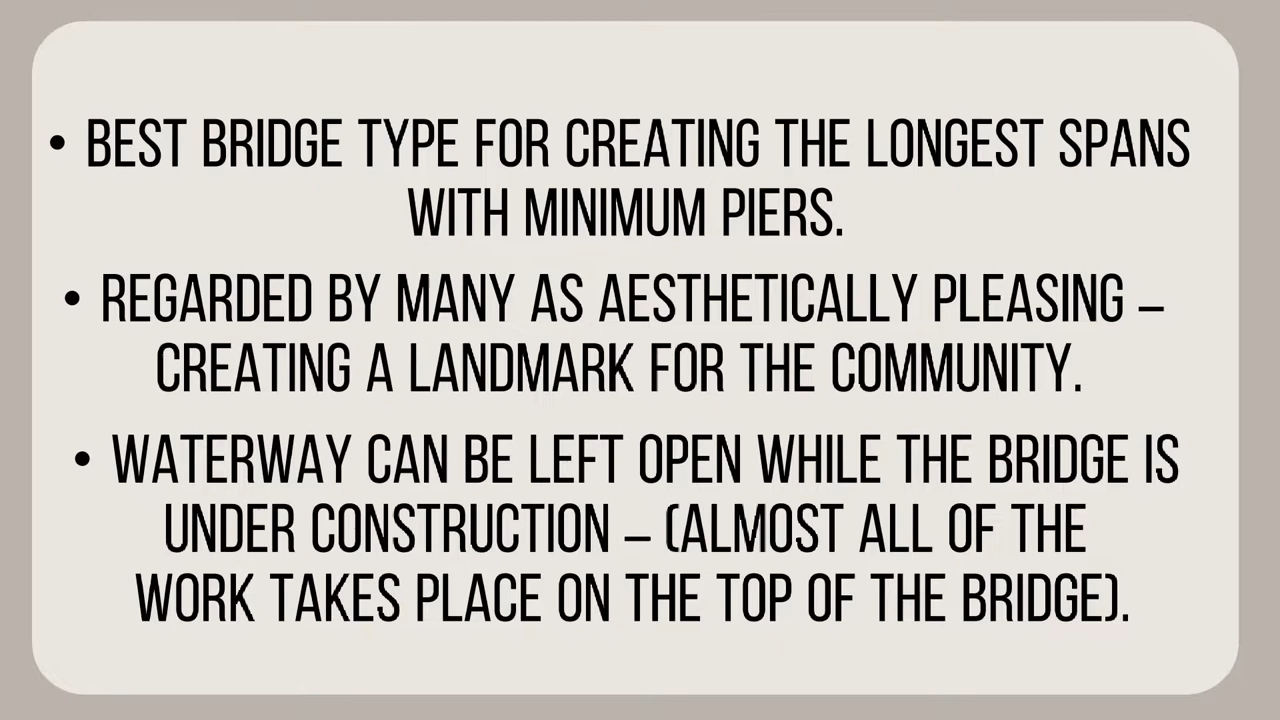 • BEST BRIDGE TYPE FOR CREATING THE LONGEST SPANS
WITH MINIMUM PIERS.
• REGARDED BY MANY AS AESTHETICALLY PLEASING –
CREATING A LANDMARK FOR THE COMMUNITY.
• WATERWAY CAN BE LEFT OPEN WHILE THE BRIDGE IS
UNDER CONSTRUCTION – (ALMOST ALL OF THE
WORK TAKES PLACE ON THE TOP OF THE BRIDGE).